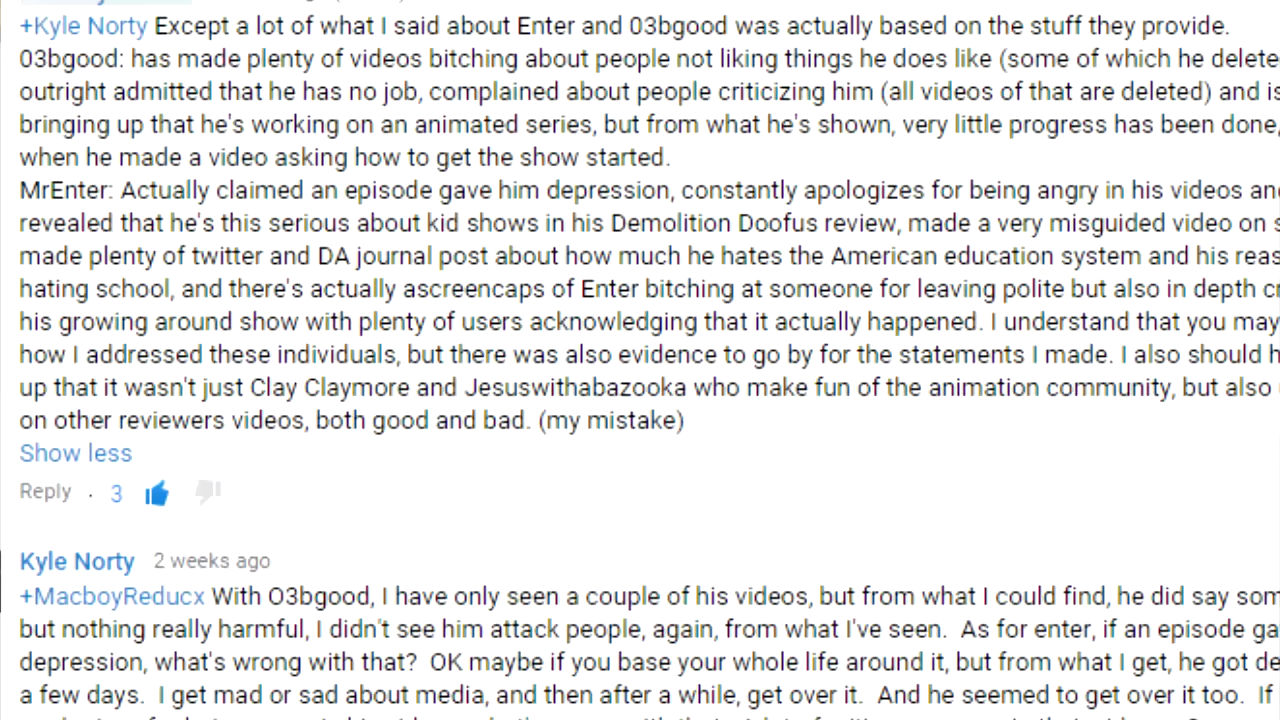 +Kyle Norty Except a lot of what I said about Enter and 03bgood was actually based on the stuff they provide.
03bgood: has made plenty of videos bitching about people not liking things he does like (some of which he delete
outright admitted that he has no job, complained about people criticizing him (all videos of that are deleted) and is
bringing up that he's working on an animated series, but from what he's shown, very little progress has been done,
when he made a video asking how to get the show started.
MrEnter: Actually claimed an episode gave him depression, constantly apologizes for being angry in his videos and
revealed that he's this serious about kid shows in his Demolition Doofus review, made a very misguided video on s
made plenty of twitter and DA journal post about how much he hates the American education system and his reas
hating school, and there's actually ascreencaps of Enter bitching at someone for leaving polite but also in depth cr
his growing around show with plenty of users acknowledging that it actually happened. I understand that you may
how I addressed these individuals, but there was also evidence to go by for the statements I made. I also should h
up that it wasn't just Clay Claymore and Jesuswithabazooka who make fun of the animation community, but also
on other reviewers videos, both good and bad. (my mistake)
Show less
Reply · 3
Kyle Norty 2 weeks ago
+MacboyReducx With O3bgood, I have only seen a couple of his videos, but from what I could find, he did say som
but nothing really harmful, I didn't see him attack people, again, from what I've seen. As for enter, if an episode ga
depression, what's wrong with that? OK maybe if you base your whole life around it, but from what I get, he got de
a few days. I get mad or sad about media, and then after a while, get over it. And he seemed to get over it too. If